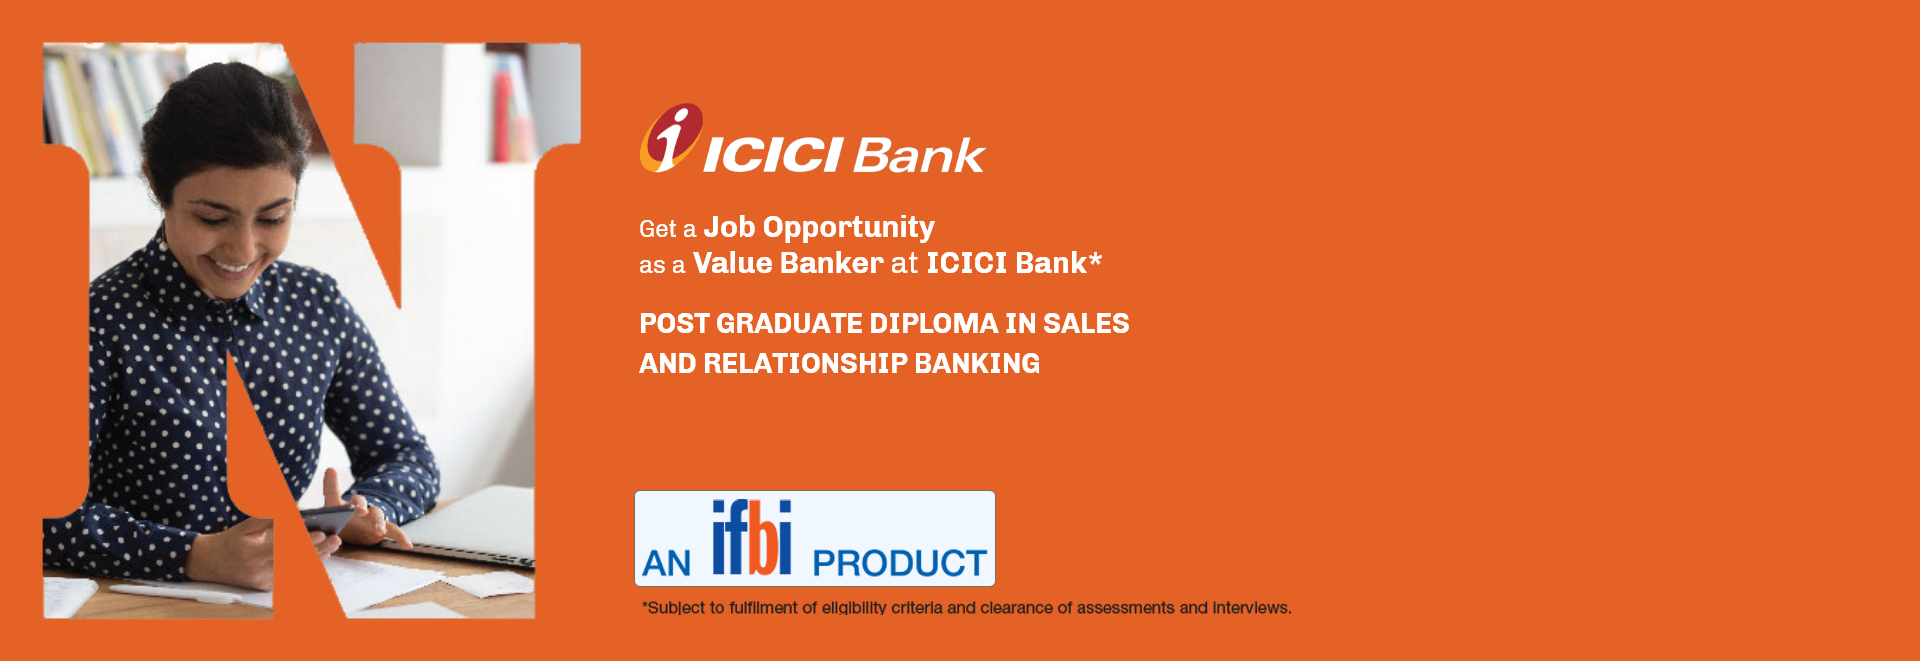 i ICICI Bank
Get a Job Opportunity
as a Value Banker at ICICI Bank*
POST GRADUATE DIPLOMA IN SALES
AND RELATIONSHIP BANKING
AN ifbi PRODUCT
*Subject to fulfilment of eligibility criteria and clearance of assessments and interviews.